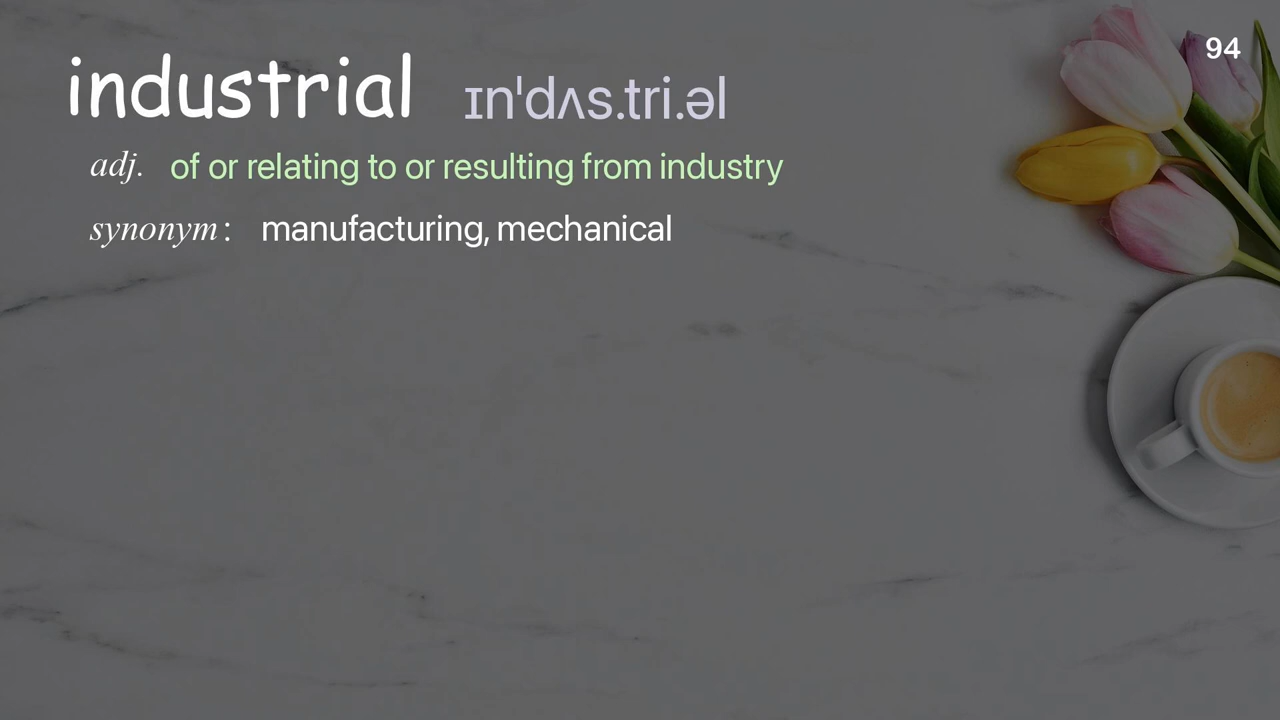 94
industrial ɪnˈdʌs.tri.əl
adj. of or relating to or resulting from industry
synonym: manufacturing, mechanical